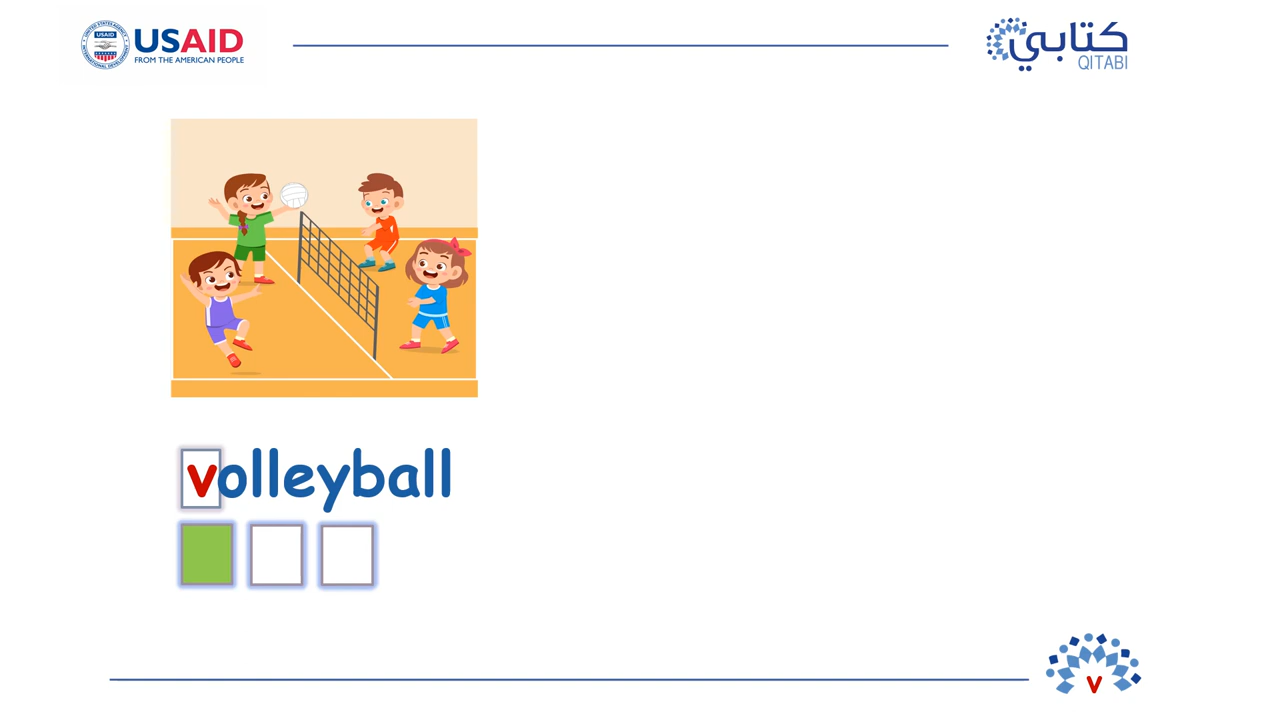 USAID
FROM THE AMERICAN PEOPLE
كتابي
QITABI
volleyball
v